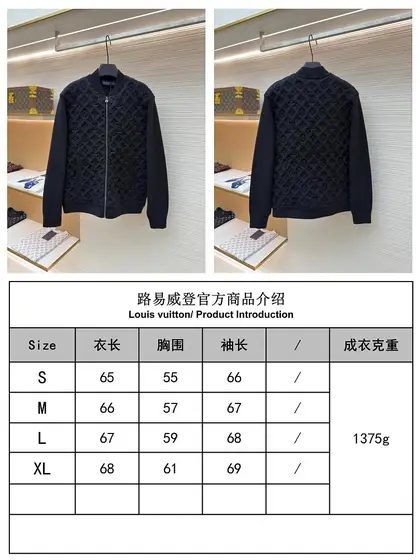 路易威登官方商品介绍
Louis vuitton/ Product Introduction
Size 衣长 胸围 袖长 / 成衣克重
S 65 55 66 /
M 66 57 67 /
L 67 59 68 / 1375g
XL 68 61 69 /